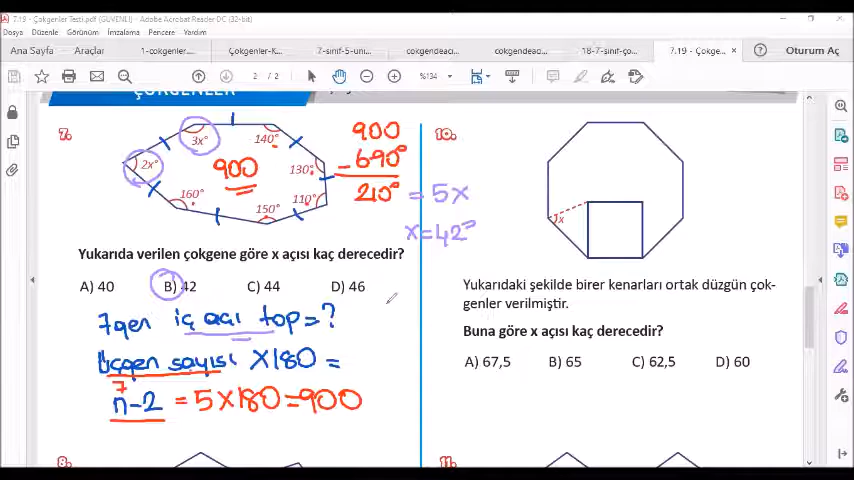 7.19 - Çokgenler Testi.pdf (GÜVENLİ) - Adobe Acrobat Reader DC (32-bit)
Dosya Düzenle Görünüm İmzalama Pencere Yardım
Ana Sayfa Araçlar 1-cokgenler... Çokgenler-K... 7-sinif-5-uni... cokgendeaci... cokgendeac... 18-7-sinif-ço... 7.19 - Çokge... × Oturum Aç
2 / 2 %134
ÇOKGENLER
7.
3x°
140°
2x°
130°
900
160°
150°
110°
900
- 690°
210° = 5x
x=42°
Yukarıda verilen çokgene göre x açısı kaç derecedir?
A) 40 B) 42 C) 44 D) 46
7gen iç açı top=?
Üçgen sayısı X180 =
7
n-2 = 5X180=900
10.
x
Yukarıdaki şekilde birer kenarları ortak düzgün çok-
genler verilmiştir.
Buna göre x açısı kaç derecedir?
A) 67,5 B) 65 C) 62,5 D) 60
11.